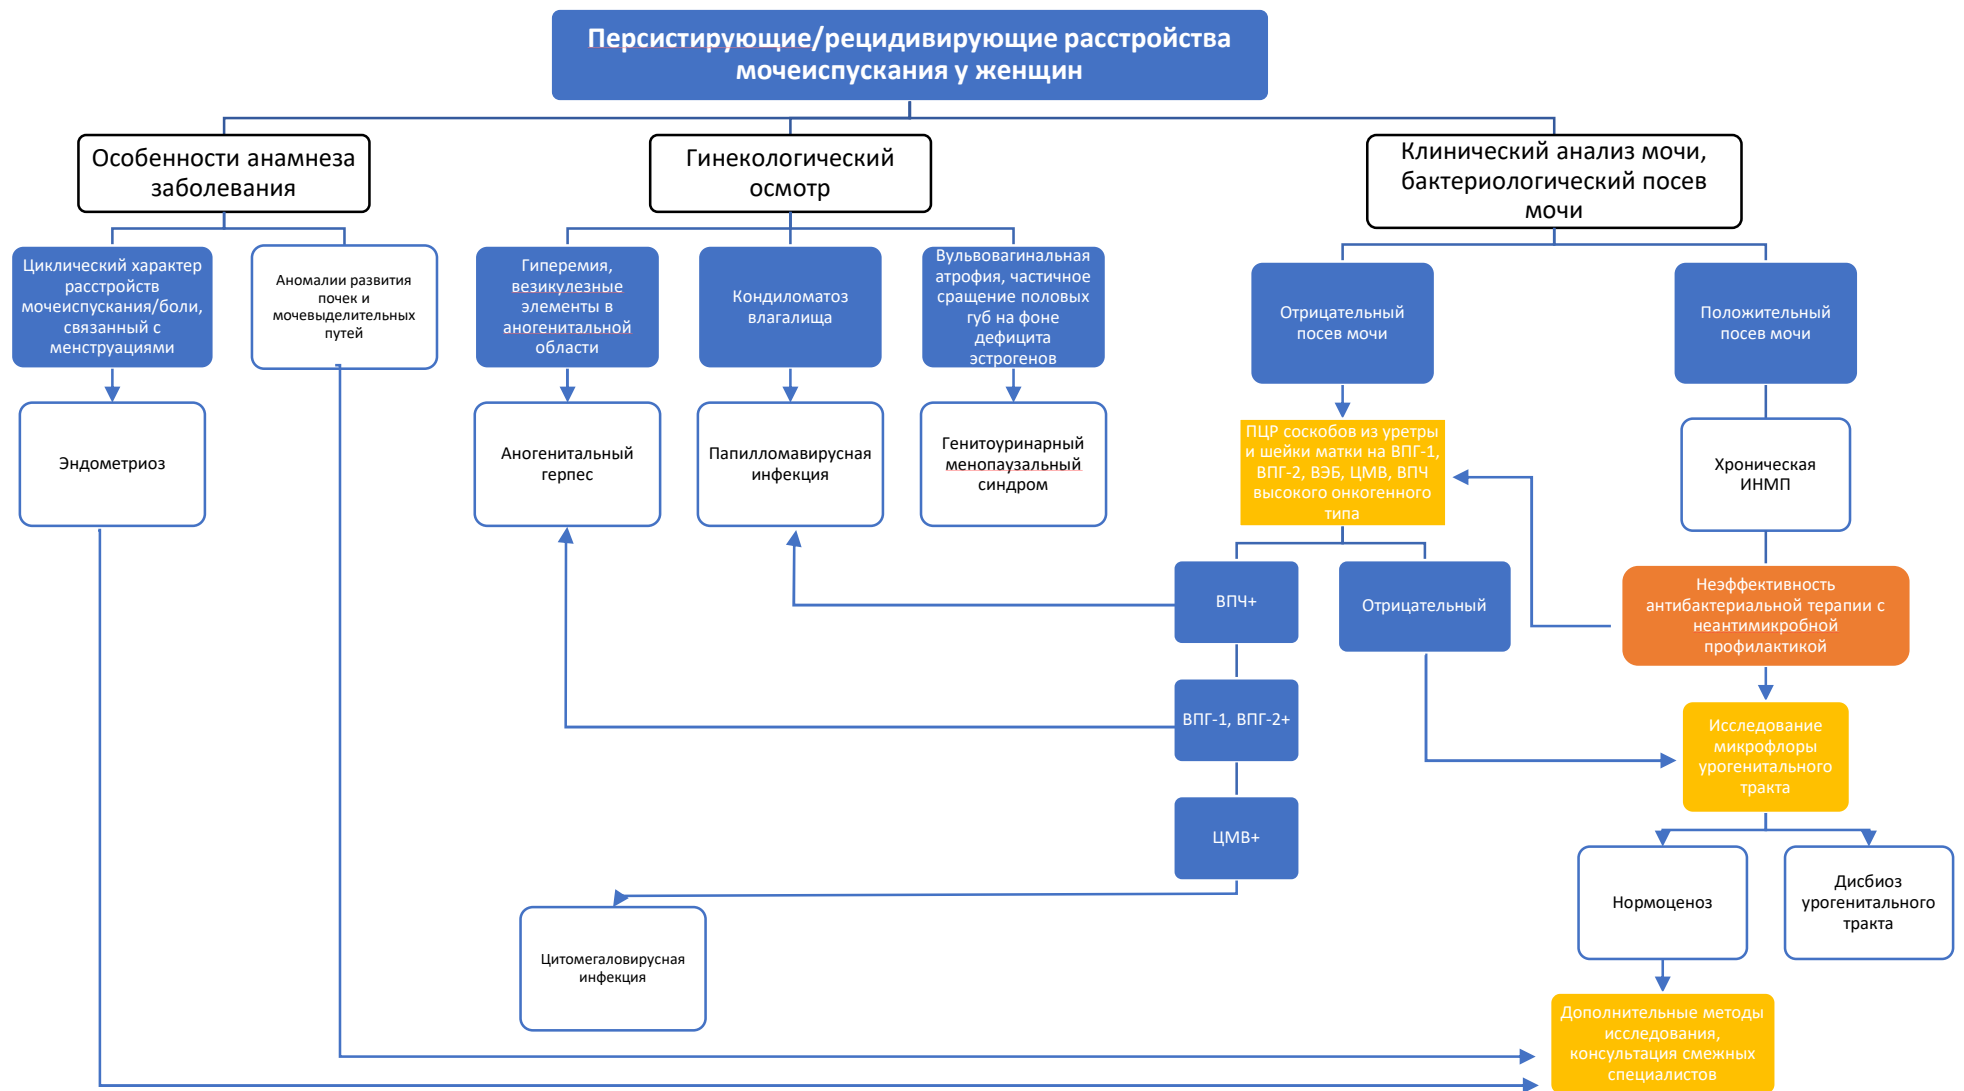 Персистирующие/рецидивирующие расстройства
мочеиспускания у женщин
Особенности анамнеза
заболевания
Гинекологический
осмотр
Клинический анализ мочи,
бактериологический посев
мочи
Циклический характер
расстройств
мочеиспускания/боли,
связанный с
менструациями
Аномалии развития
почек и
мочевыделительных
путей
Гиперемия,
везикулезные
элементы в
аногенитальной
области
Кондиломатоз
влагалища
Вульвовагинальная
атрофия, частичное
сращение половых
губ на фоне
дефицита
эстрогенов
Отрицательный
посев мочи
Положительный
посев мочи
Эндометриоз
Аногенитальный
герпес
Папилломавирусная
инфекция
Генитоуринарный
менопаузальный
синдром
ПЦР соскобов из уретры
и шейки матки на ВПГ-1,
ВПГ-2, ВЭБ, ЦМВ, ВПЧ
высокого онкогенного
типа
Хроническая
ИНМП
ВПЧ+
Отрицательный
Неэффективность
антибактериальной терапии с
неантимикробной
профилактикой
ВПГ-1, ВПГ-2+
Исследование
микрофлоры
урогенитального
тракта
ЦМВ+
Нормоценоз
Дисбиоз
урогенитального
тракта
Цитомегаловирусная
инфекция
Дополнительные методы
исследования,
консультация смежных
специалистов